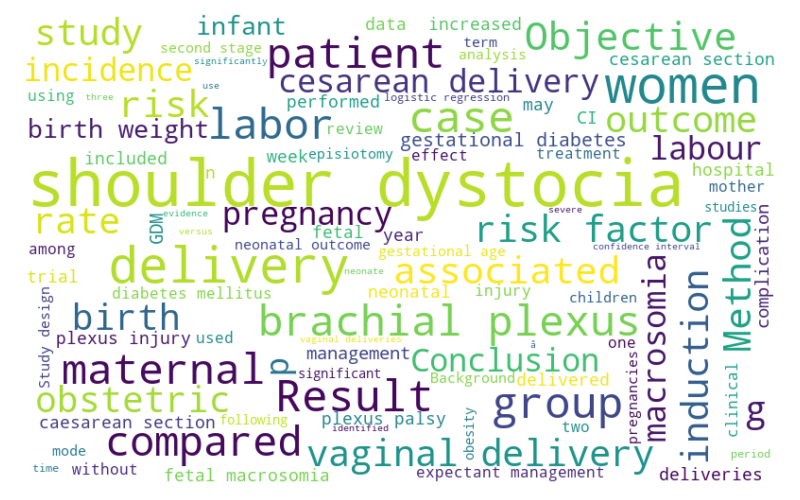 study
infant
data
increased
Objective
second stage
significantly
patient
term
analysis
cesarean section
incidence
use
cesarean delivery
women
using
three
risk
performed
logistic regression
case
may
CI
outcome
birth weight
labor
review
gestational diabetes
labour
included
week
episiotomy
effect
treatment
hospital
n
mother
shoulder dystocia
studies
evidence
rate
pregnancy
severe
risk factor
GDM
versus
fetal
year
among
neonatal outcome
gestational age
confidence interval
Method
complication
delivery
associated
trial
neonate
diabetes mellitus
neonatal
injury
children
macrosomia
induction
birth
brachial plexus
Study design
plexus injury
used
vaginal deliveries
â
one
management
maternal
p
significant
Conclusion
Background
delivered
pregnancies
clinical
obstetric
Result
group
g
caesarean section
following
plexus palsy
obesity
two
compared
identified
mode
vaginal delivery
period
time
without
fetal macrosomia
expectant management
deliveries